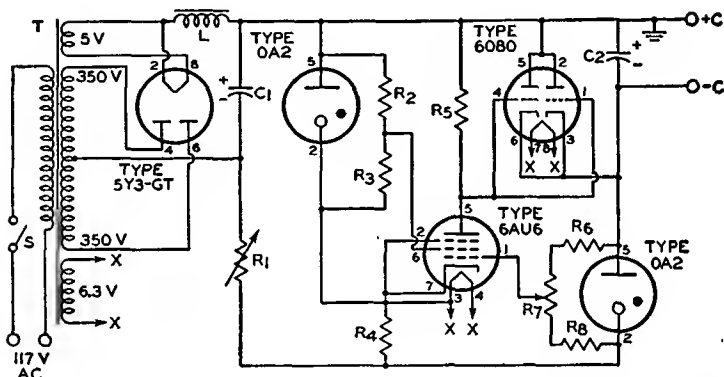 T
5 V
L
2
8
TYPE
0A2
TYPE
6080
+C
350 V
C1
+
-
5
R2
R5
5
2
C2
+
-
-C
4
1
4
6
TYPE
5Y3-GT
2
R3
6
7
8
3
X
X
S
350 V
X
6.3 V
X
R1
5
TYPE
6AU6
2
6
1
7
3
4
X
X
R4
R6
R7
R8
TYPE
0A2
5
2
117 V
AC